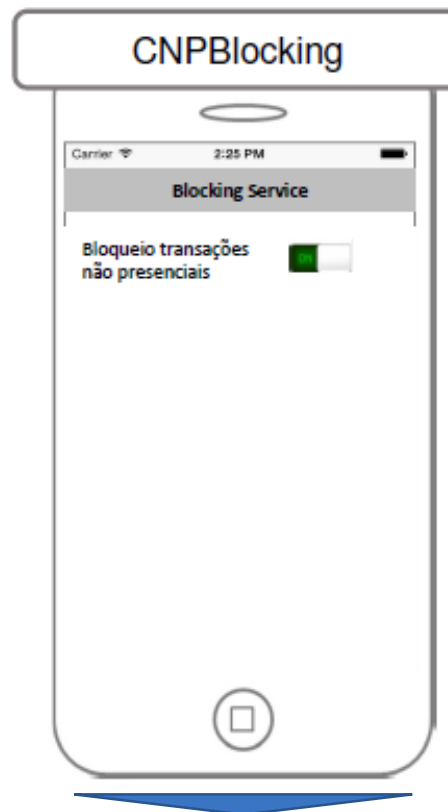 CNPBlocking
Carrier 2:25 PM
Blocking Service
Bloqueio transações
não presenciais
ON